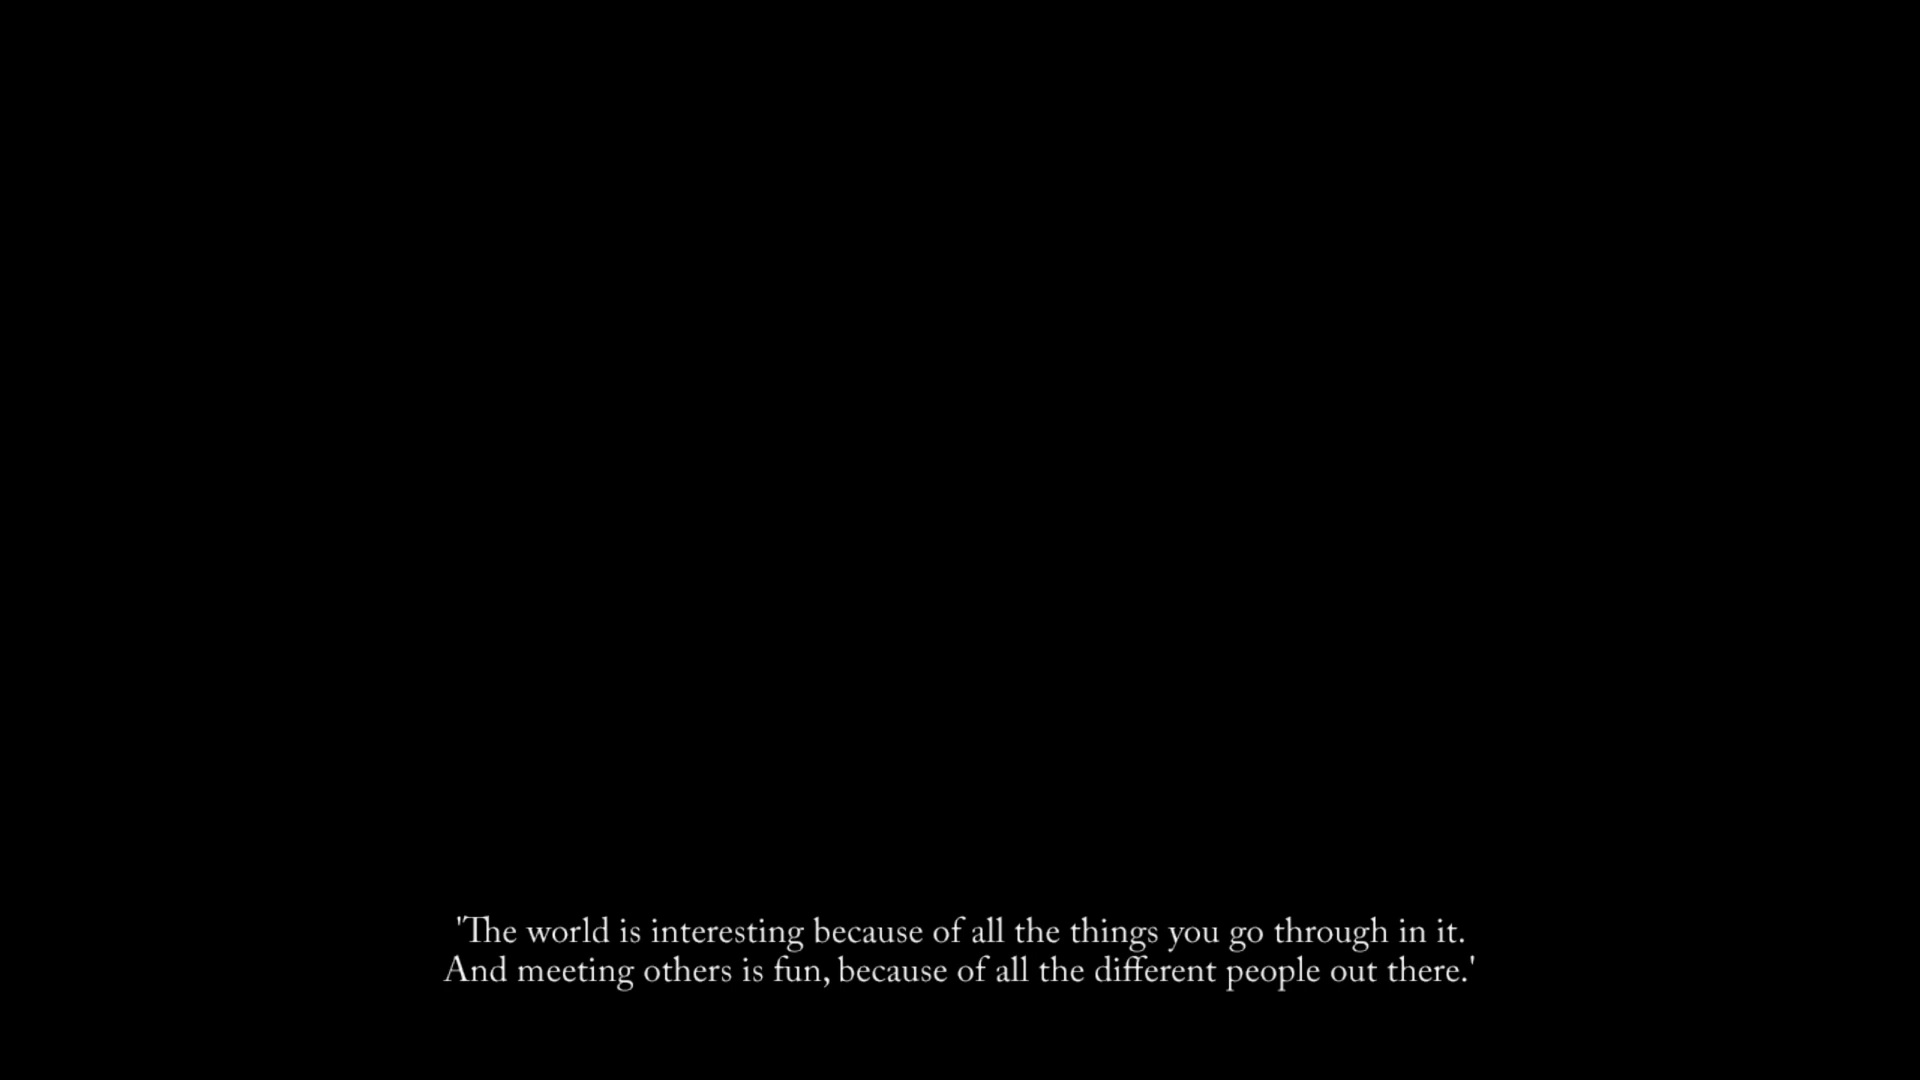 'The world is interesting because of all the things you go through in it.
And meeting others is fun, because of all the different people out there.'